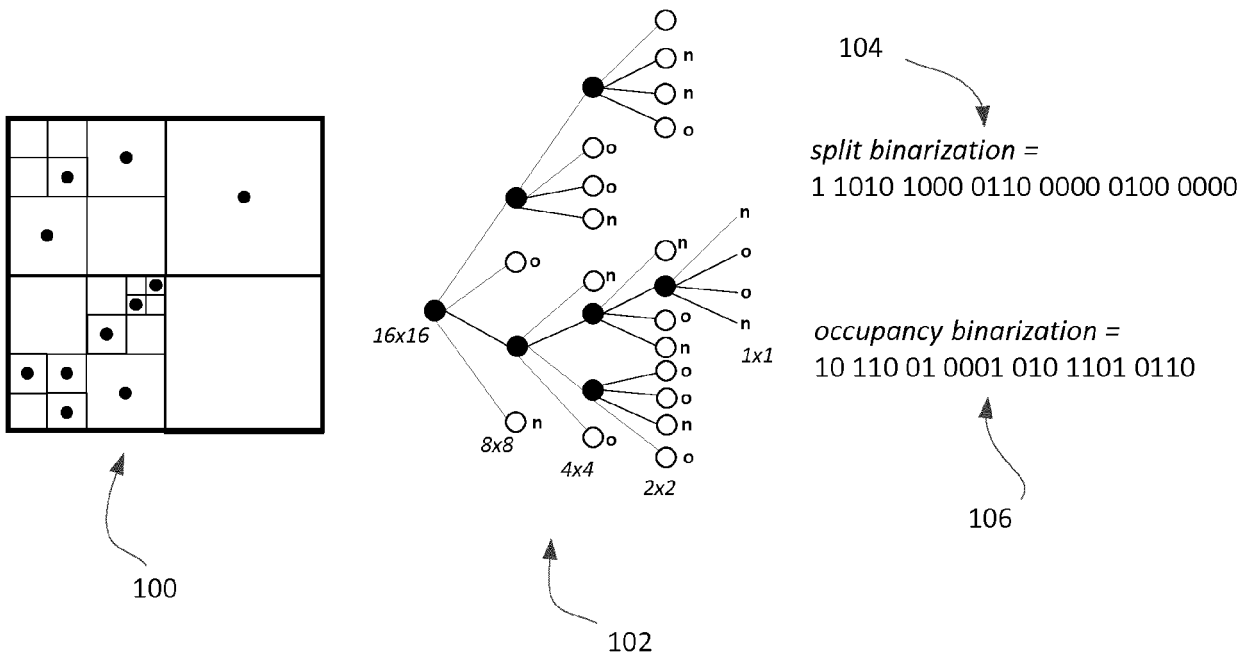 104
split binarization =
1 1010 1000 0110 0000 0100 0000
n
n
o
o
o
n
n
o
n
n
o
o
o
n
16x16
occupancy binarization =
10 110 01 0001 010 1101 0110
o
n
n
1x1
o
o
n
n
8x8
o
4x4
o
2x2
106
100
102